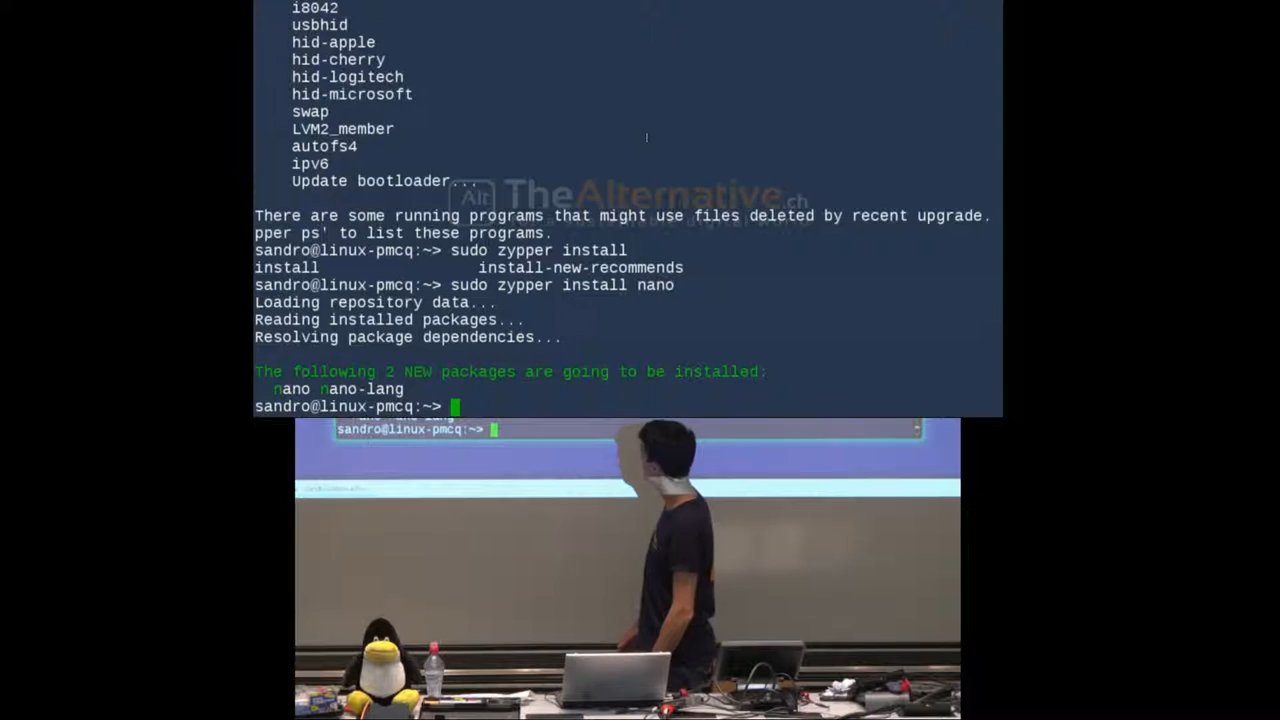 i8042
usbhid
hid-apple
hid-cherry
hid-logitech
hid-microsoft
swap
LVM2_member
autofs4
ipv6
Update bootloader...
Alt TheAlternative.ch
There are some running programs that might use files deleted by recent upgrade.
pper ps' to list these programs.
sandro@linux-pmcq:~> sudo zypper install
install install-new-recommends
sandro@linux-pmcq:~> sudo zypper install nano
Loading repository data...
Reading installed packages...
Resolving package dependencies...
The following 2 NEW packages are going to be installed:
nano nano-lang
sandro@linux-pmcq:~>
sandro@linux-pmcq:~>